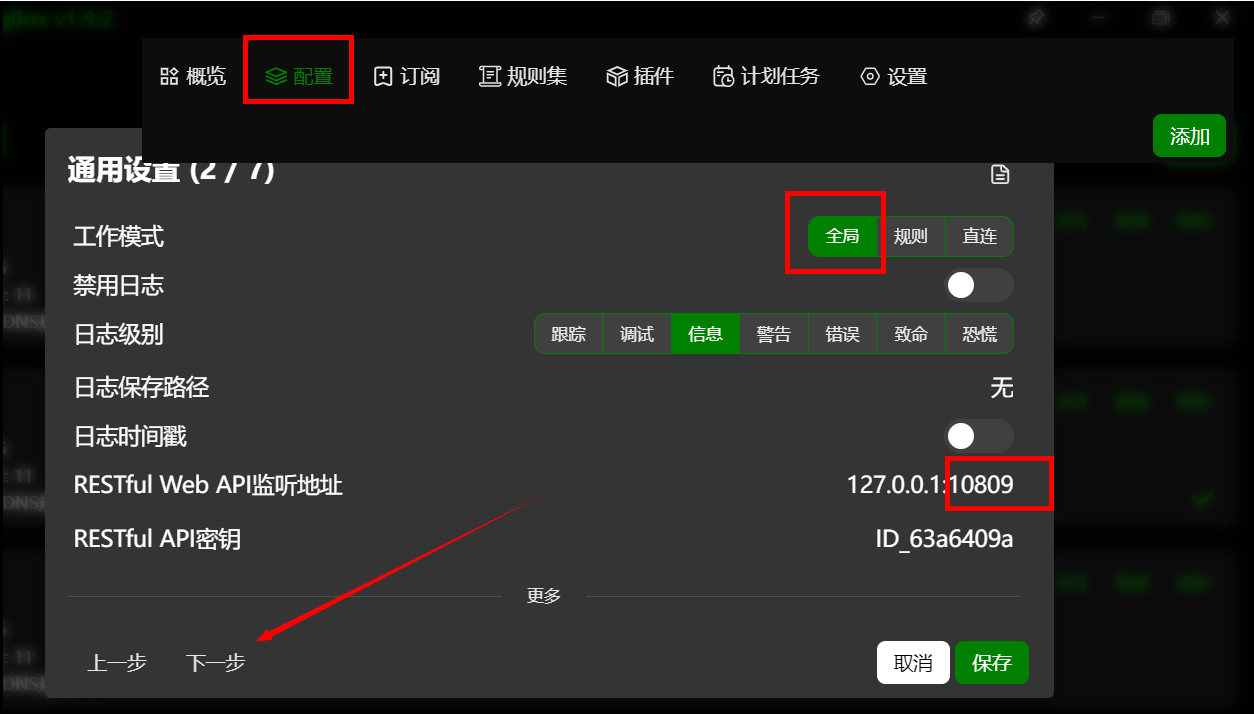 gBox v1.9.2
概览 配置 订阅 规则集 插件 计划任务 设置
添加
通用设置 (2 / 7)
工作模式 全局 规则 直连
禁用日志
日志级别 跟踪 调试 信息 警告 错误 致命 恐慌
日志保存路径 无
日志时间戳
RESTful Web API监听地址 127.0.0.1:10809
RESTful API密钥 ID_63a6409a
更多
上一步 下一步 取消 保存